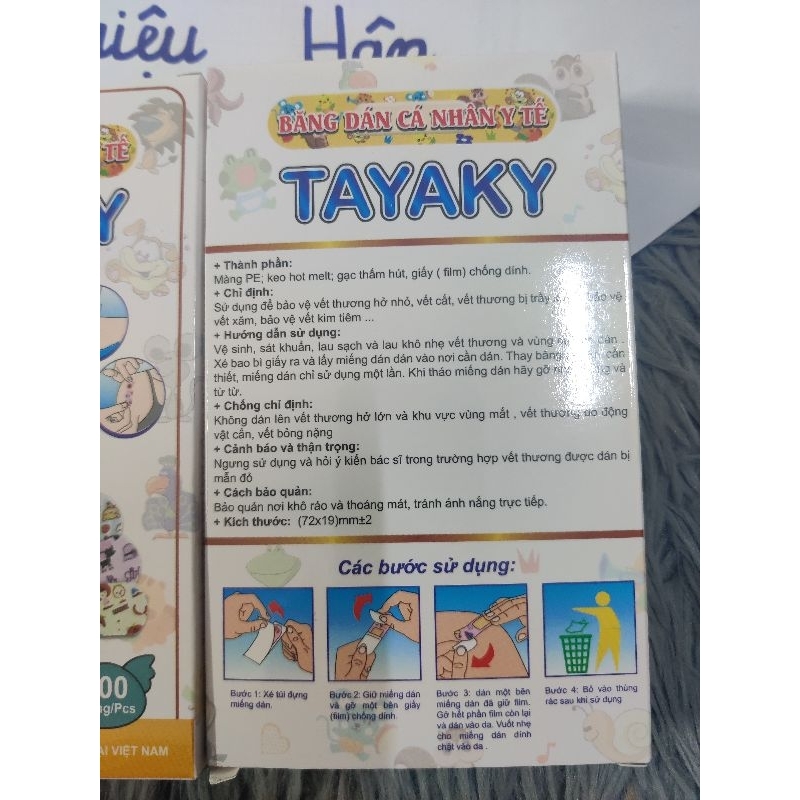 iệu Hân
TẾ
Y
00
ng/Pcs
ẠI VIỆT NAM
BĂNG DÁN CÁ NHÂN Y TẾ
TAYAKY
+ Thành phần:
Màng PE; keo hot melt; gạc thấm hút, giấy ( film) chống dính.
+ Chỉ định:
Sử dụng để bảo vệ vết thương hở nhỏ, vết cất, vết thương bị trầy vệ
vết xăm, bảo vệ vết kim tiêm ...
+ Hướng dẫn sử dụng:
Vệ sinh, sát khuẩn, lau sạch và lau khô nhẹ vết thương và vùng dán .
Xé bao bì giấy ra và lấy miếng dán dán vào nơi cần dán. Thay băng cần
thiết, miếng dán chỉ sử dụng một lần. Khi tháo miếng dán hãy gỡ và
từ từ.
+ Chống chỉ định:
Không dán lên vết thương hở lớn và khu vực vùng mắt , vết thương do động
vật cắn, vết bỏng nặng
+ Cảnh báo và thận trọng:
Ngưng sử dụng và hỏi ý kiến bác sĩ trong trường hợp vết thương được dán bị
mẫn đỏ
+ Cách bảo quản:
Bảo quản nơi khô ráo và thoáng mát, tránh ánh nắng trực tiếp.
+ Kích thước: (72x19)mm±2
Các bước sử dụng:
Bước 1: Xé túi đựng
miếng dán.
Bước 2: Giữ miếng dán
và gỡ một bên giấy
(film) chống dính
Bước 3: dán một bên
miếng dán đã giữ film.
Gỡ hết phần film còn lại
và dán vào da. Vuốt nhẹ
cho miếng dán dính
chặt vào da .
Bước 4: Bỏ vào thùng
rác sau khi sử dụng